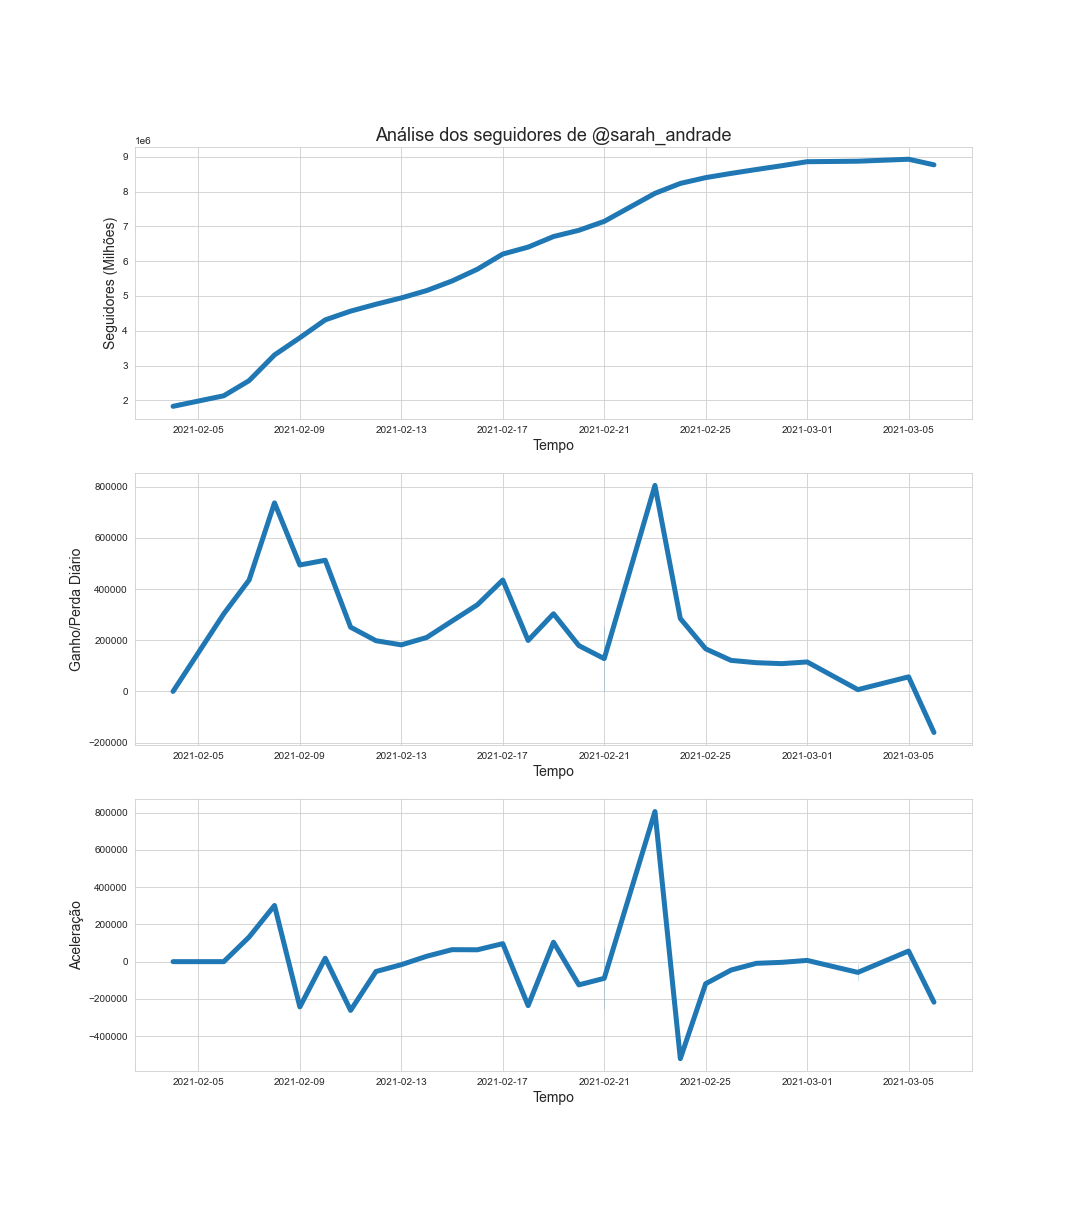 Análise dos seguidores de @sarah_andrade
1e6
9
8
7
6
5
4
3
2
Seguidores (Milhões)
2021-02-05 2021-02-09 2021-02-13 2021-02-17 2021-02-21 2021-02-25 2021-03-01 2021-03-05
Tempo
800000
600000
400000
200000
0
−200000
Ganho/Perda Diário
2021-02-05 2021-02-09 2021-02-13 2021-02-17 2021-02-21 2021-02-25 2021-03-01 2021-03-05
Tempo
800000
600000
400000
200000
0
−200000
−400000
Aceleração
2021-02-05 2021-02-09 2021-02-13 2021-02-17 2021-02-21 2021-02-25 2021-03-01 2021-03-05
Tempo